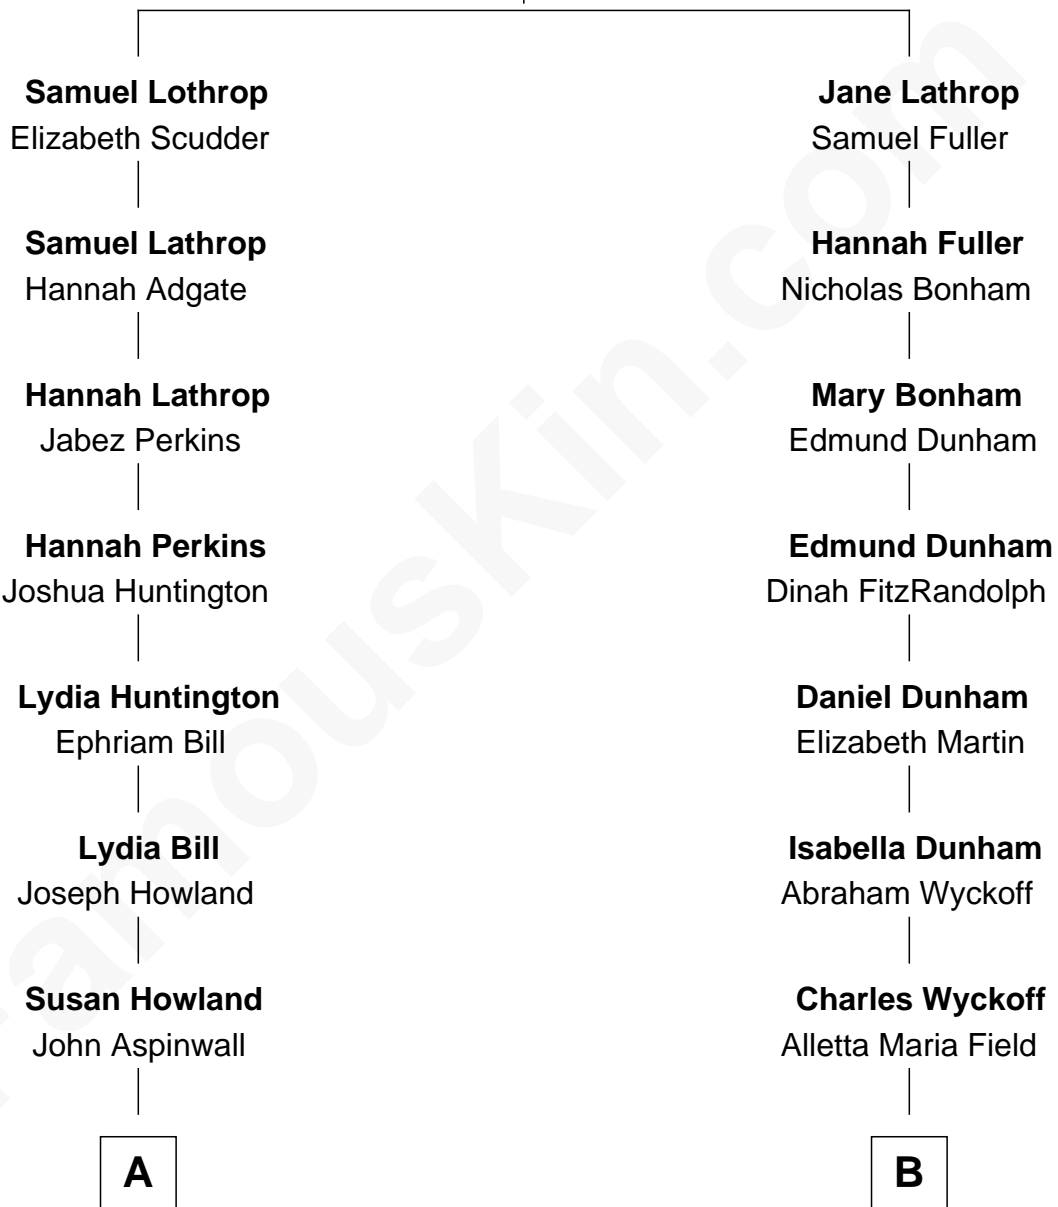 Samuel Lothrop
Elizabeth Scudder
Samuel Lathrop
Hannah Adgate
Hannah Lathrop
Jabez Perkins
Hannah Perkins
Joshua Huntington
Lydia Huntington
Ephriam Bill
Lydia Bill
Joseph Howland
Susan Howland
John Aspinwall
A
Jane Lathrop
Samuel Fuller
Hannah Fuller
Nicholas Bonham
Mary Bonham
Edmund Dunham
Edmund Dunham
Dinah FitzRandolph
Daniel Dunham
Elizabeth Martin
Isabella Dunham
Abraham Wyckoff
Charles Wyckoff
Alletta Maria Field
B
FamousKin.com